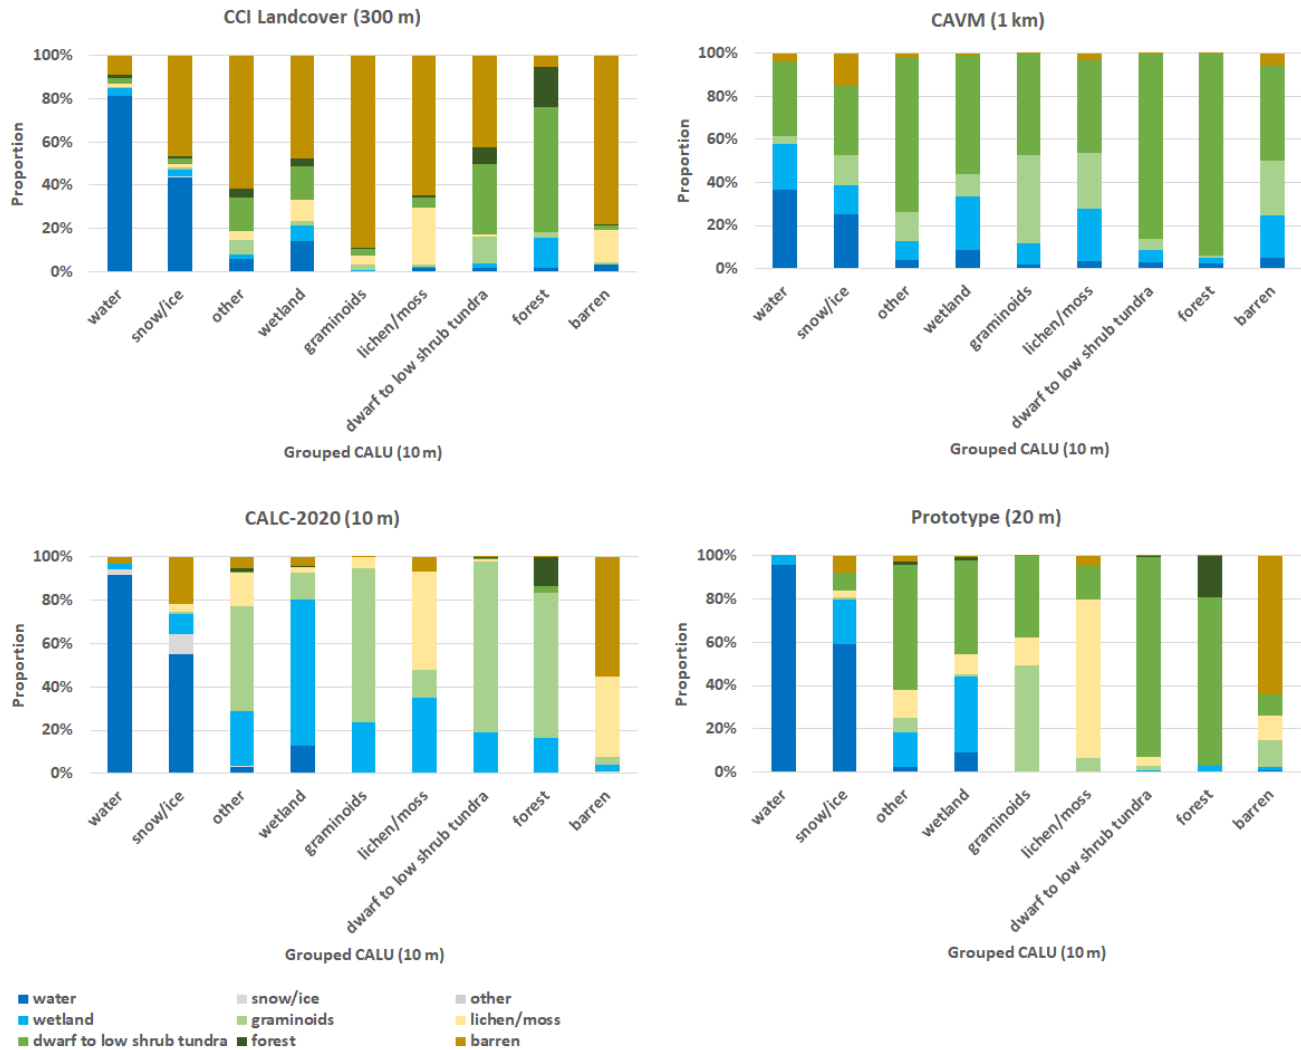 CCI Landcover (300 m)
100%
80%
60%
40%
20%
0%
Proportion
water
snow/ice
other
wetland
graminoids
lichen/moss
dwarf to low shrub tundra
forest
barren
Grouped CALU (10 m)
CAVM (1 km)
100%
80%
60%
40%
20%
0%
Proportion
water
snow/ice
other
wetland
graminoids
lichen/moss
dwarf to low shrub tundra
forest
barren
Grouped CALU (10 m)
CALC-2020 (10 m)
100%
80%
60%
40%
20%
0%
Proportion
water
snow/ice
other
wetland
graminoids
lichen/moss
dwarf to low shrub tundra
forest
barren
Grouped CALU (10 m)
Prototype (20 m)
100%
80%
60%
40%
20%
0%
Proportion
water
snow/ice
other
wetland
graminoids
lichen/moss
dwarf to low shrub tundra
forest
barren
Grouped CALU (10 m)
water snow/ice other
wetland graminoids lichen/moss
dwarf to low shrub tundra forest barren